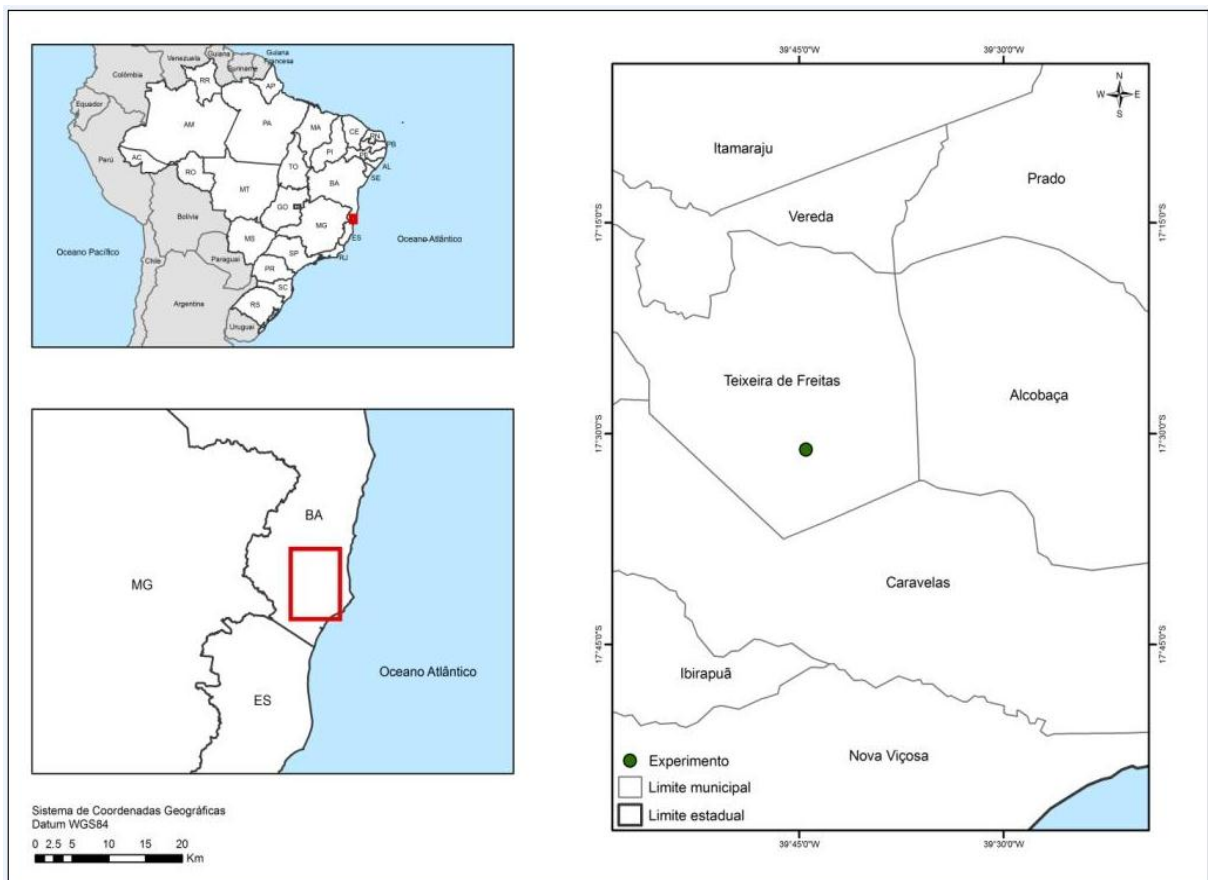 Colômbia
Venezuela
Guiana
Guiana
Francesa
Suriname
Equador
RR
AP
AM
PA
MA
CE
RN
PB
PI
AL
SE
AC
RO
TO
BA
Perú
MT
Bolívia
GO
MG
MS
ES
SP
RJ
Oceano Pacífico
Oceano Atlântico
Paraguai
PR
Chile
SC
Argentina
RS
Uruguai
BA
MG
Oceano Atlântico
ES
Sistema de Coordenadas Geográficas
Datum WGS84
0 2.5 5 10 15 20
Km
39°45'0"W
39°30'0"W
N
W E
S
Itamaraju
Prado
Vereda
17°15'0"S
17°15'0"S
Teixeira de Freitas
Alcobaça
17°30'0"S
17°30'0"S
Caravelas
17°45'0"S
17°45'0"S
Ibirapuã
Nova Viçosa
Experimento
Limite municipal
Limite estadual
39°45'0"W
39°30'0"W